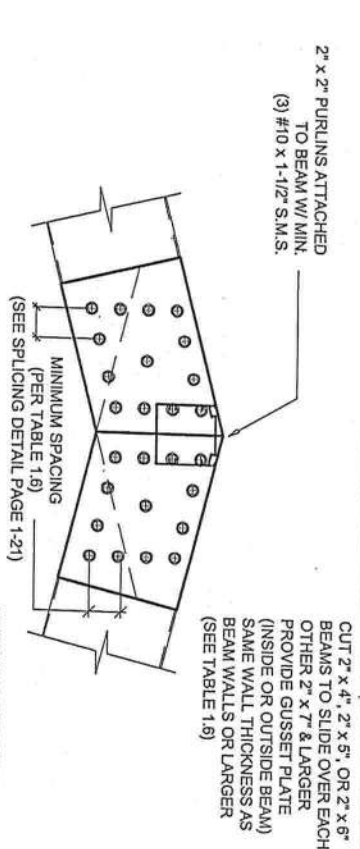 2" x 2" PURLINS ATTACHED
TO BEAM W/ MIN.
(3) #10 x 1-1/2" S.M.S.
CUT 2" x 4", 2" x 5", OR 2" x 6"
BEAMS TO SLIDE OVER EACH
OTHER 2" x 7" & LARGER
PROVIDE GUSSET PLATE
(INSIDE OR OUTSIDE BEAM)
SAME WALL THICKNESS AS
BEAM WALLS OR LARGER
(SEE TABLE 1.6)
MINIMUM SPACING
(PER TABLE 1.6)
(SEE SPLICING DETAIL PAGE 1-21)